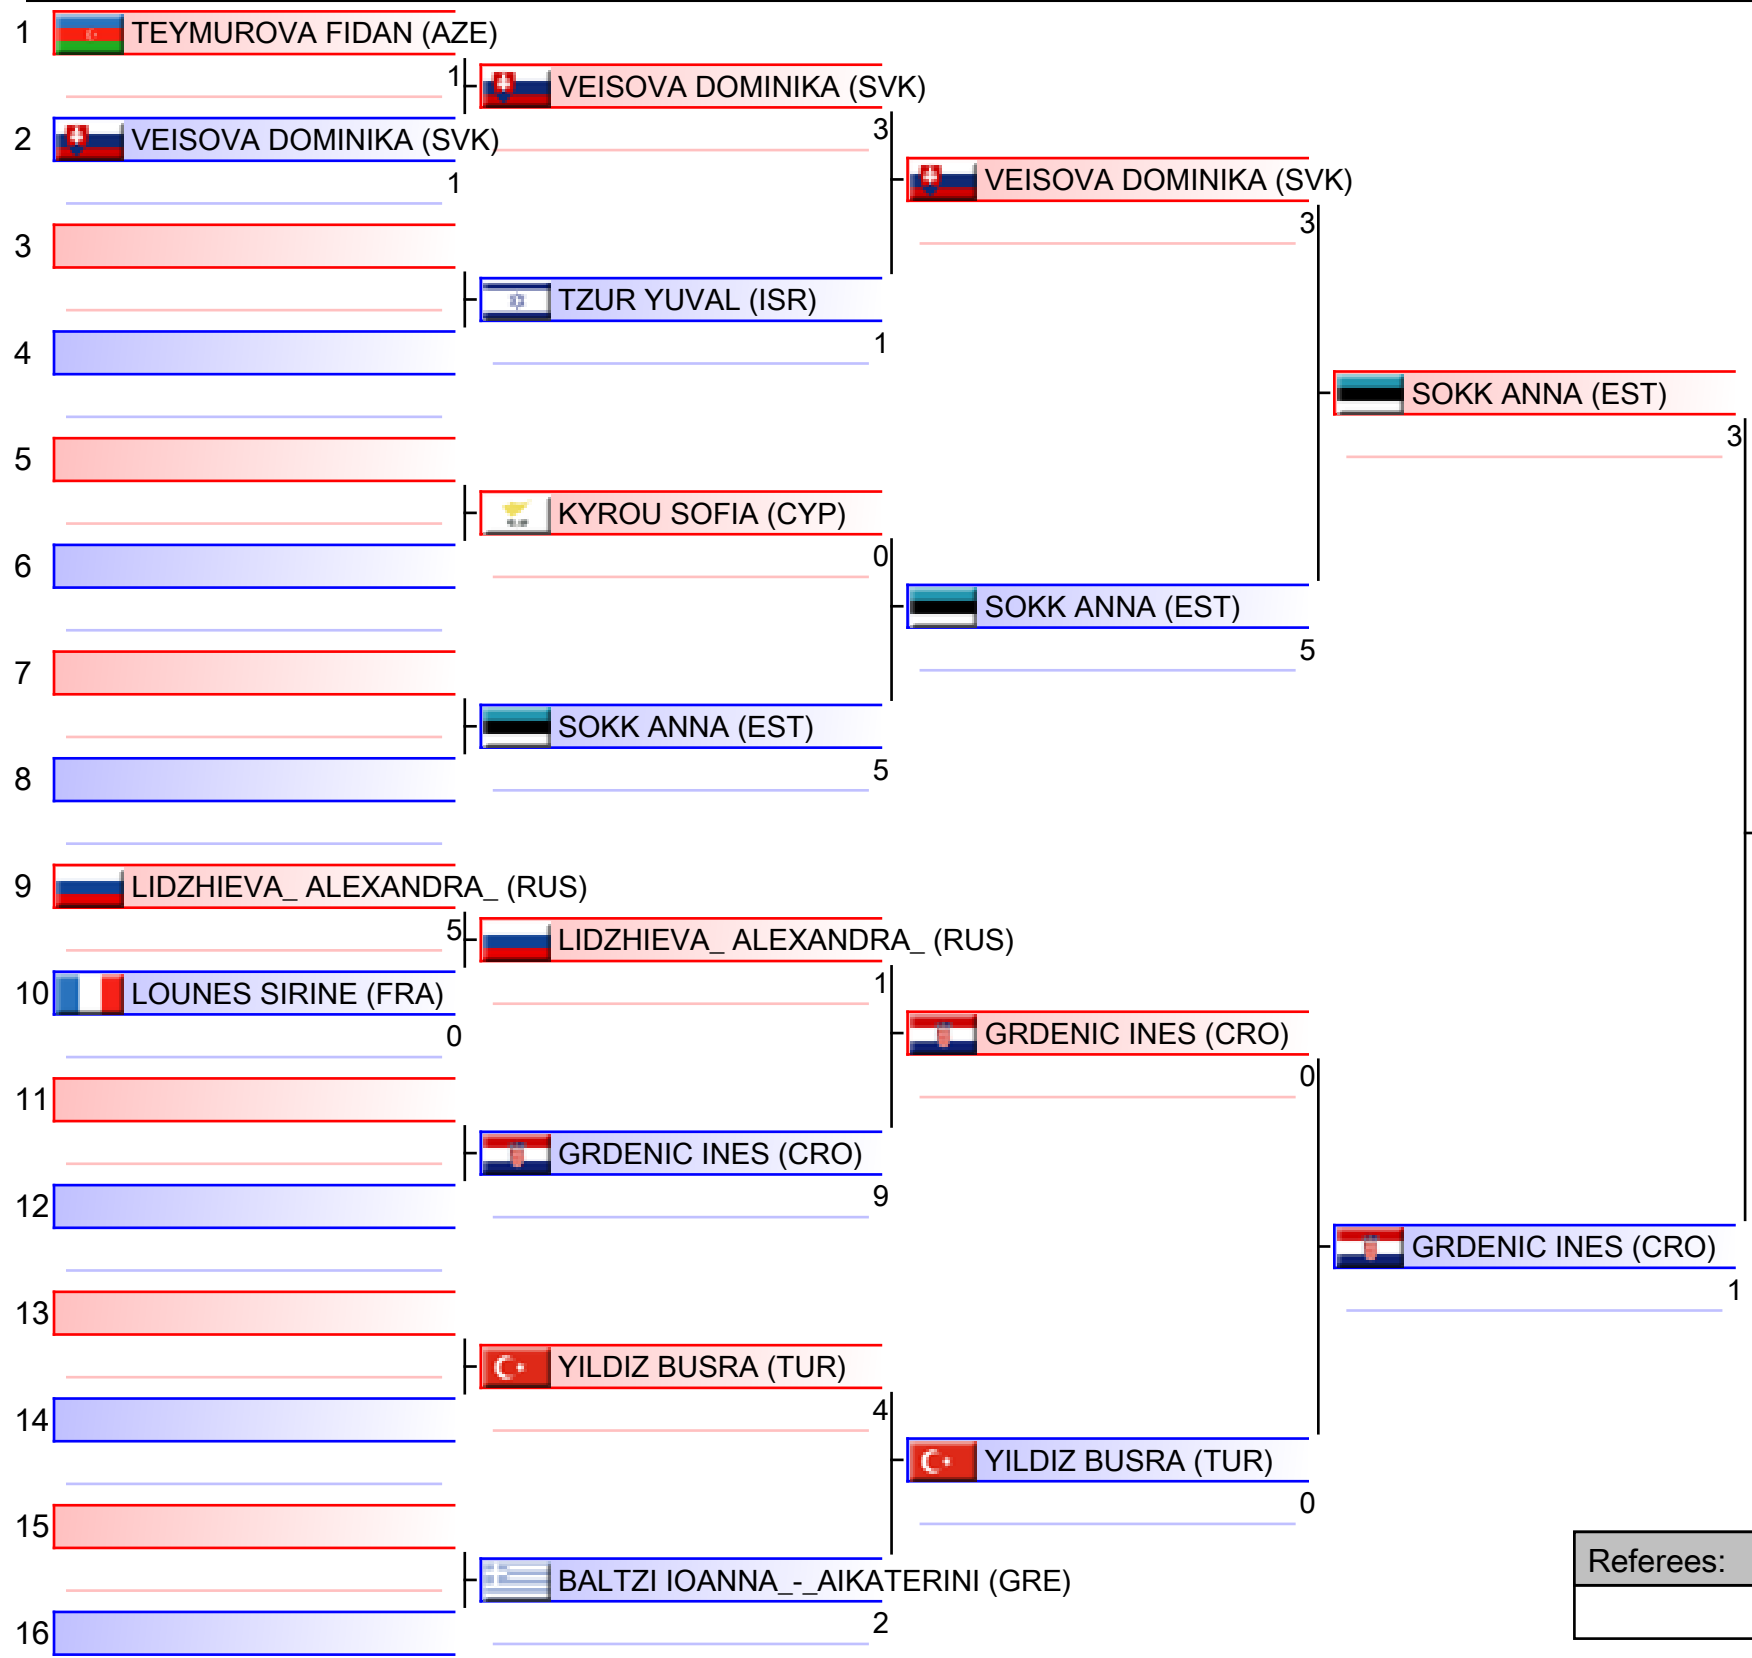 1 TEYMUROVA FIDAN (AZE)
1
VEISOVA DOMINIKA (SVK)
3
2 VEISOVA DOMINIKA (SVK)
1
VEISOVA DOMINIKA (SVK)
3
3
TZUR YUVAL (ISR)
1
4
SOKK ANNA (EST)
3
5
KYROU SOFIA (CYP)
0
6
SOKK ANNA (EST)
5
7
SOKK ANNA (EST)
5
8
9 LIDZHIEVA_ ALEXANDRA_ (RUS)
5
LIDZHIEVA_ ALEXANDRA_ (RUS)
1
10 LOUNES SIRINE (FRA)
0
GRDENIC INES (CRO)
0
11
GRDENIC INES (CRO)
9
12
GRDENIC INES (CRO)
1
13
YILDIZ BUSRA (TUR)
4
14
YILDIZ BUSRA (TUR)
0
15
BALTZI IOANNA_-_AIKATERINI (GRE)
2
16
Referees: